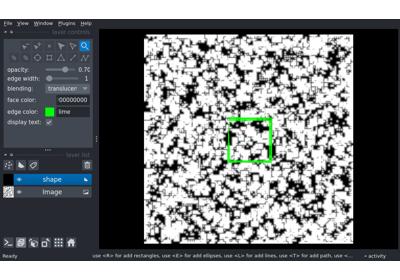 File View Window Plugins Help
layer controls
opacity: 0.70
edge width: 1
blending: translucen
face color: 00000000
edge color: lime
display text:
layer list
shape
Image
Ready use <R> for add rectangles, use <E> for add ellipses, use <L> for add lines, use <T> for add path, use <... activity